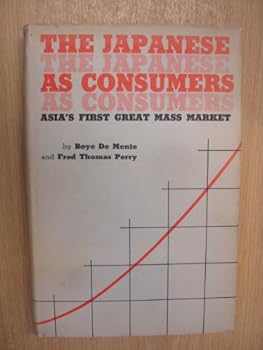 THE JAPANESE
THE JAPANESE
AS CONSUMERS
AS CONSUMERS
ASIA'S FIRST GREAT MASS MARKET
by Boye De Mente
and Fred Thomas Perry